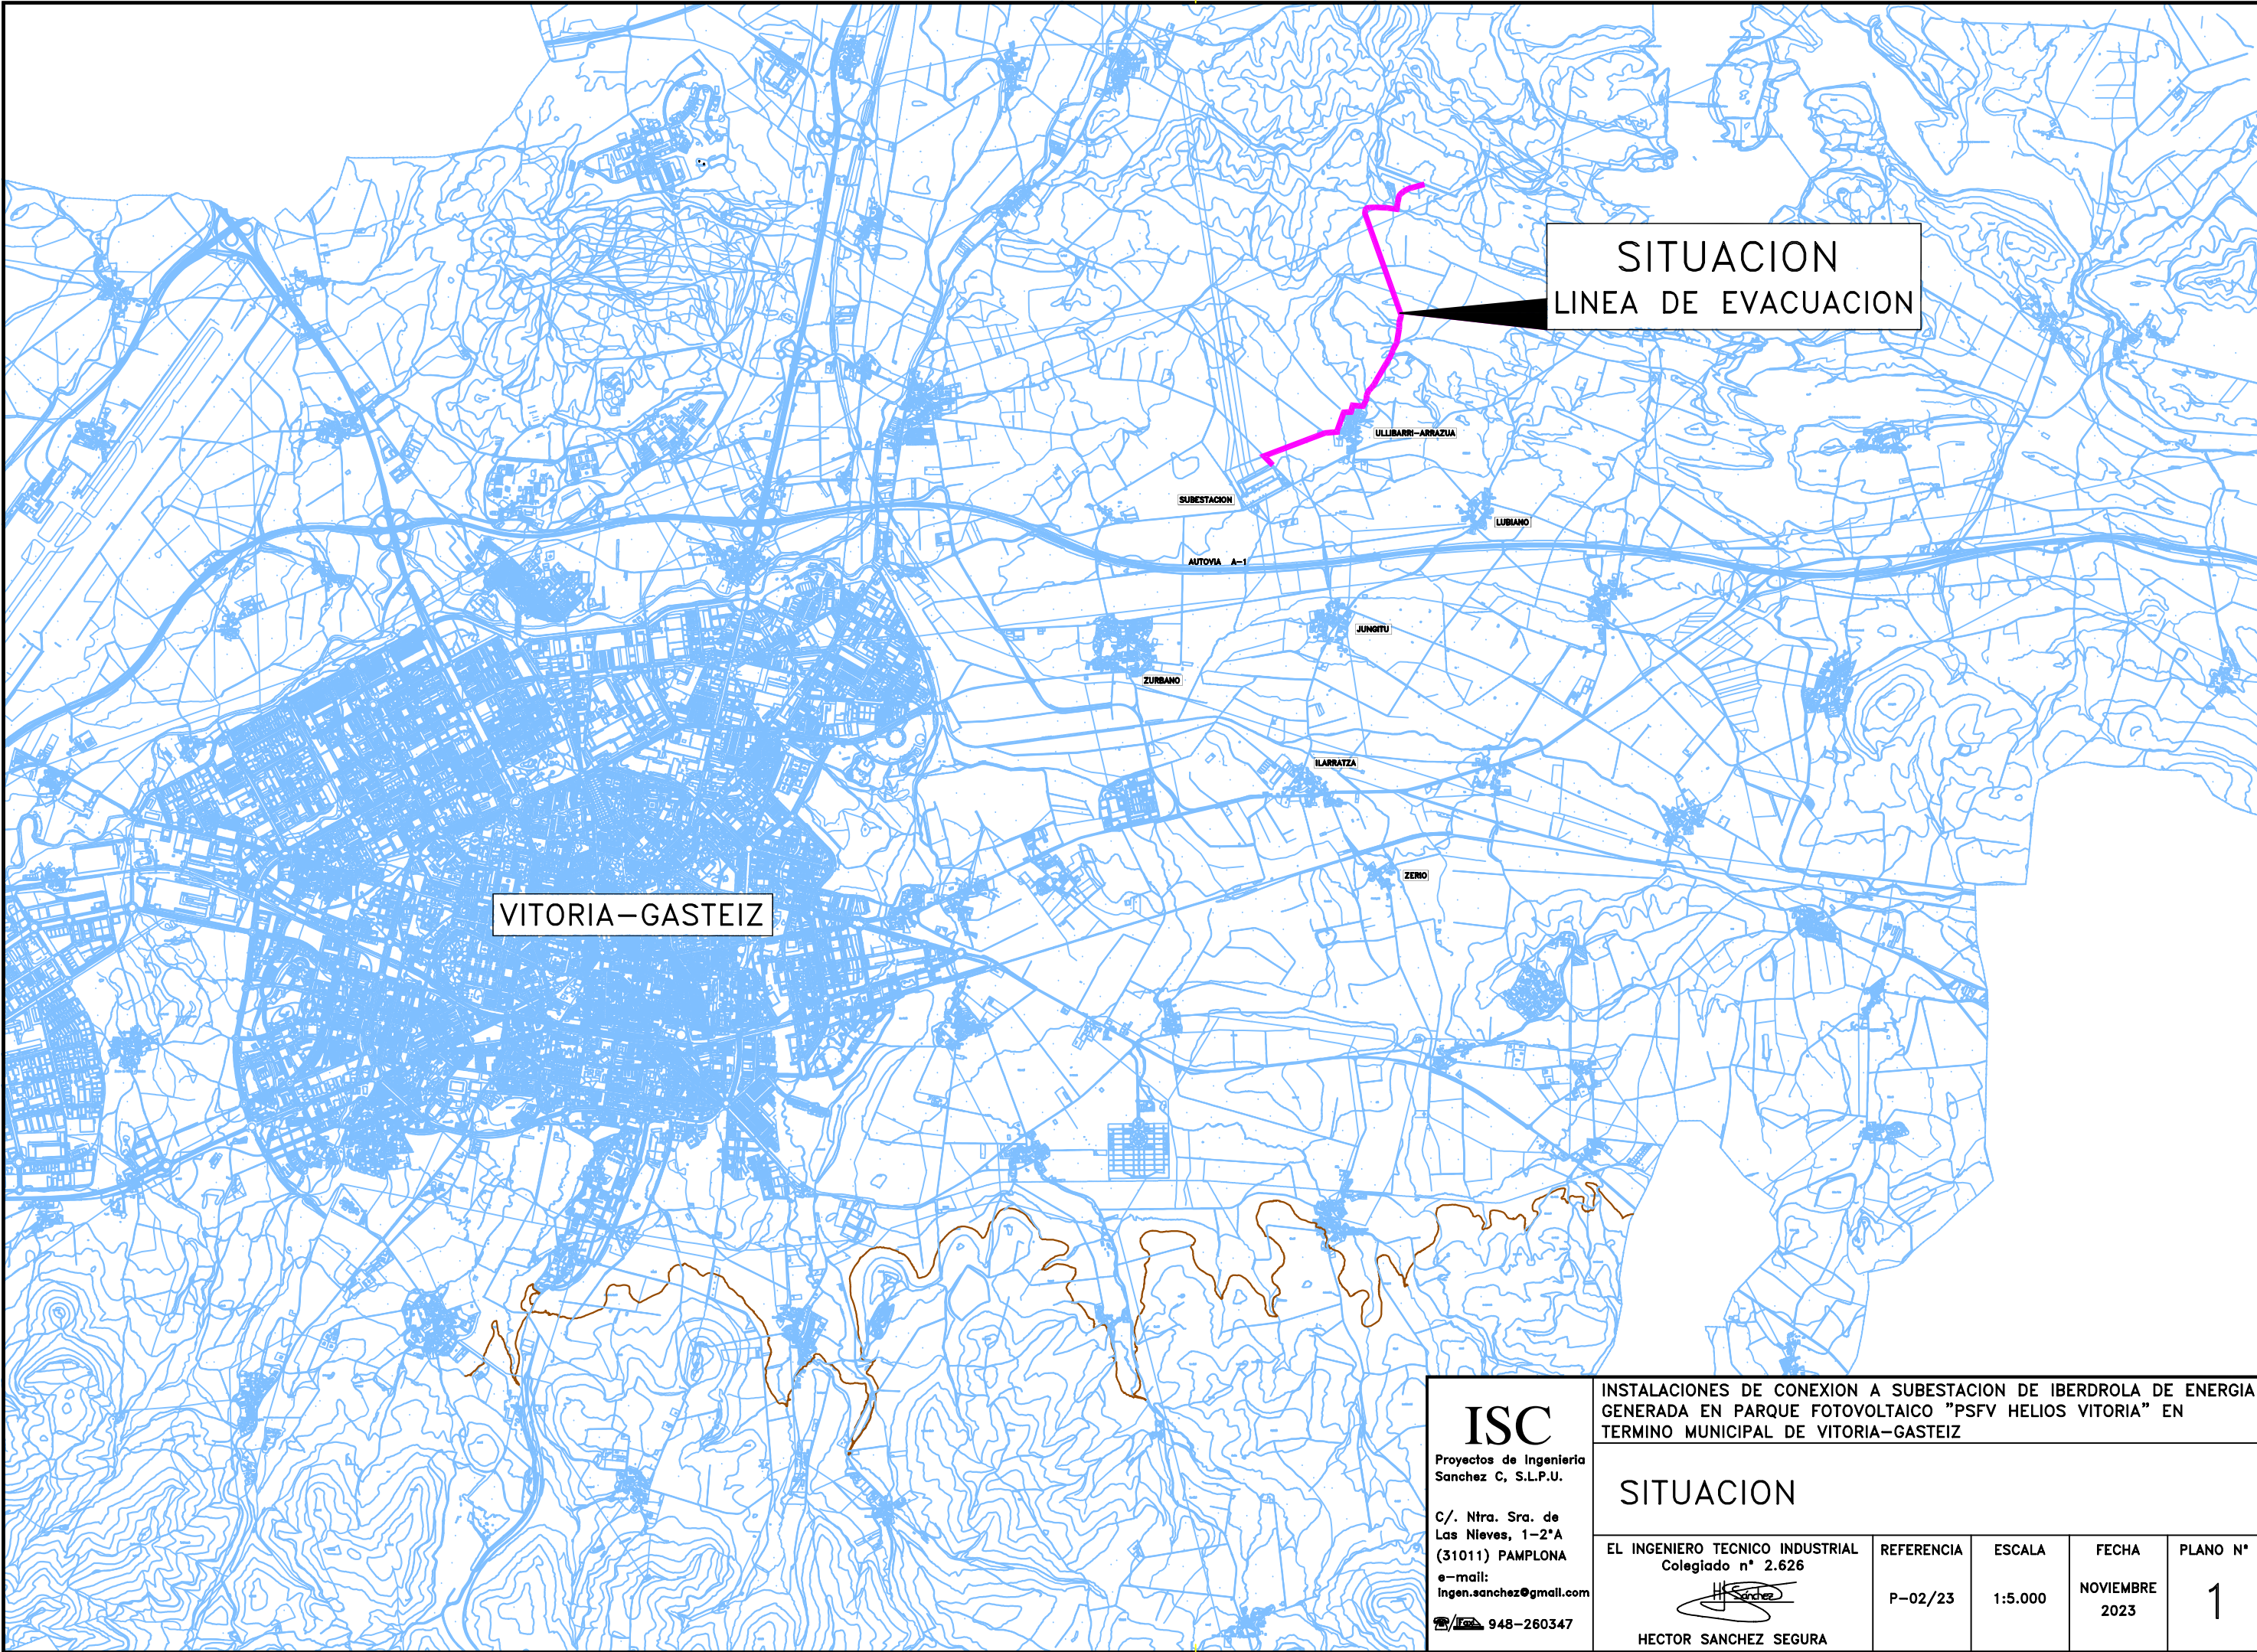 SITUACION
LINEA DE EVACUACION
ULLIBARRI-ARRAZUA
SUBESTACION
LUBIANO
AUTOVIA A-1
JUNGITU
ZURBANO
ILARRATZA
ZERIO
VITORIA-GASTEIZ
ISC
Proyectos de Ingenieria
Sanchez C, S.L.P.U.
C/. Ntra. Sra. de
Las Nieves, 1-2ªA
(31011) PAMPLONA
e-mail:
ingen.sanchez@gmail.com
/Fax 948-260347
INSTALACIONES DE CONEXION A SUBESTACION DE IBERDROLA DE ENERGIA
GENERADA EN PARQUE FOTOVOLTAICO "PSFV HELIOS VITORIA" EN
TERMINO MUNICIPAL DE VITORIA-GASTEIZ
SITUACION
EL INGENIERO TECNICO INDUSTRIAL
Colegiado nº 2.626
HJSánchez
HECTOR SANCHEZ SEGURA
REFERENCIA
P-02/23
ESCALA
1:5.000
FECHA
NOVIEMBRE
2023
PLANO Nº
1